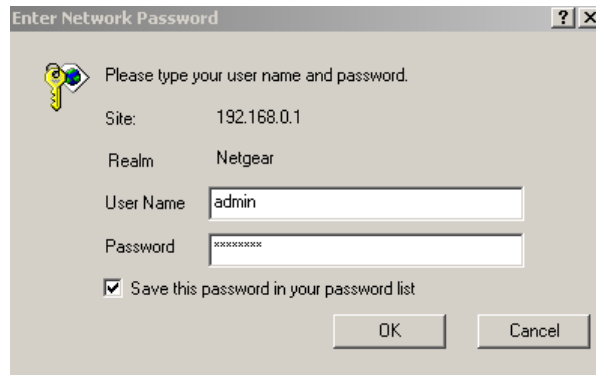 Enter Network Password
Please type your user name and password.
Site: 192.168.0.1
Realm Netgear
User Name admin
Password ××××××××
Save this password in your password list
OK Cancel